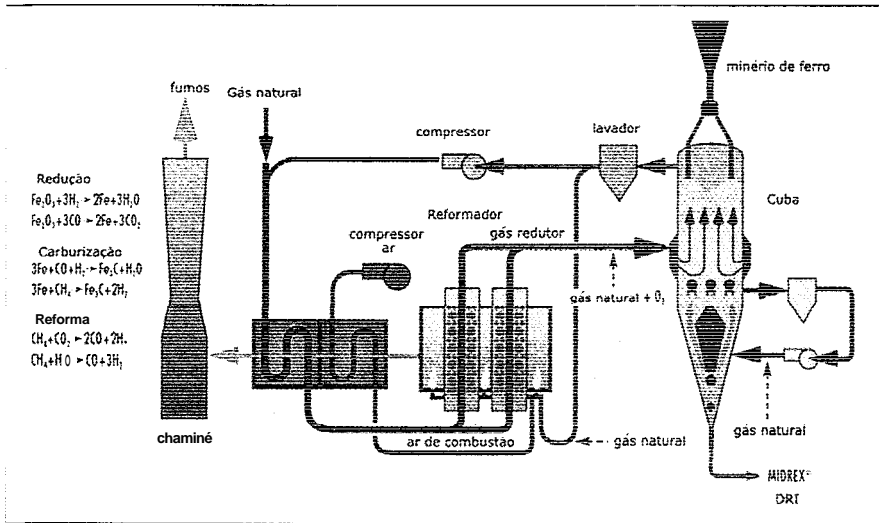 minério de ferro
fumos
Gás natural
compressor
lavador
Redução
Fe₂O₃+3H₂ ➤ 2Fe+3H₂O
Fe₂O₃+3CO ➤ 2Fe+3CO₂
Cuba
Reformador
compressor
ar
gás redutor
Carburização
3Fe+CO+H₂ ➤ Fe₃C+H₂O
3Fe+CH₄ ➤ Fe₃C+2H₂
gás natural + O₂
Reforma
CH₄+CO₂ ➤ 2CO+2H
CH₄+H O ➤ CO+3H₂
chaminé
ar de combustão
gás natural
gás natural
MIDREX
DRI